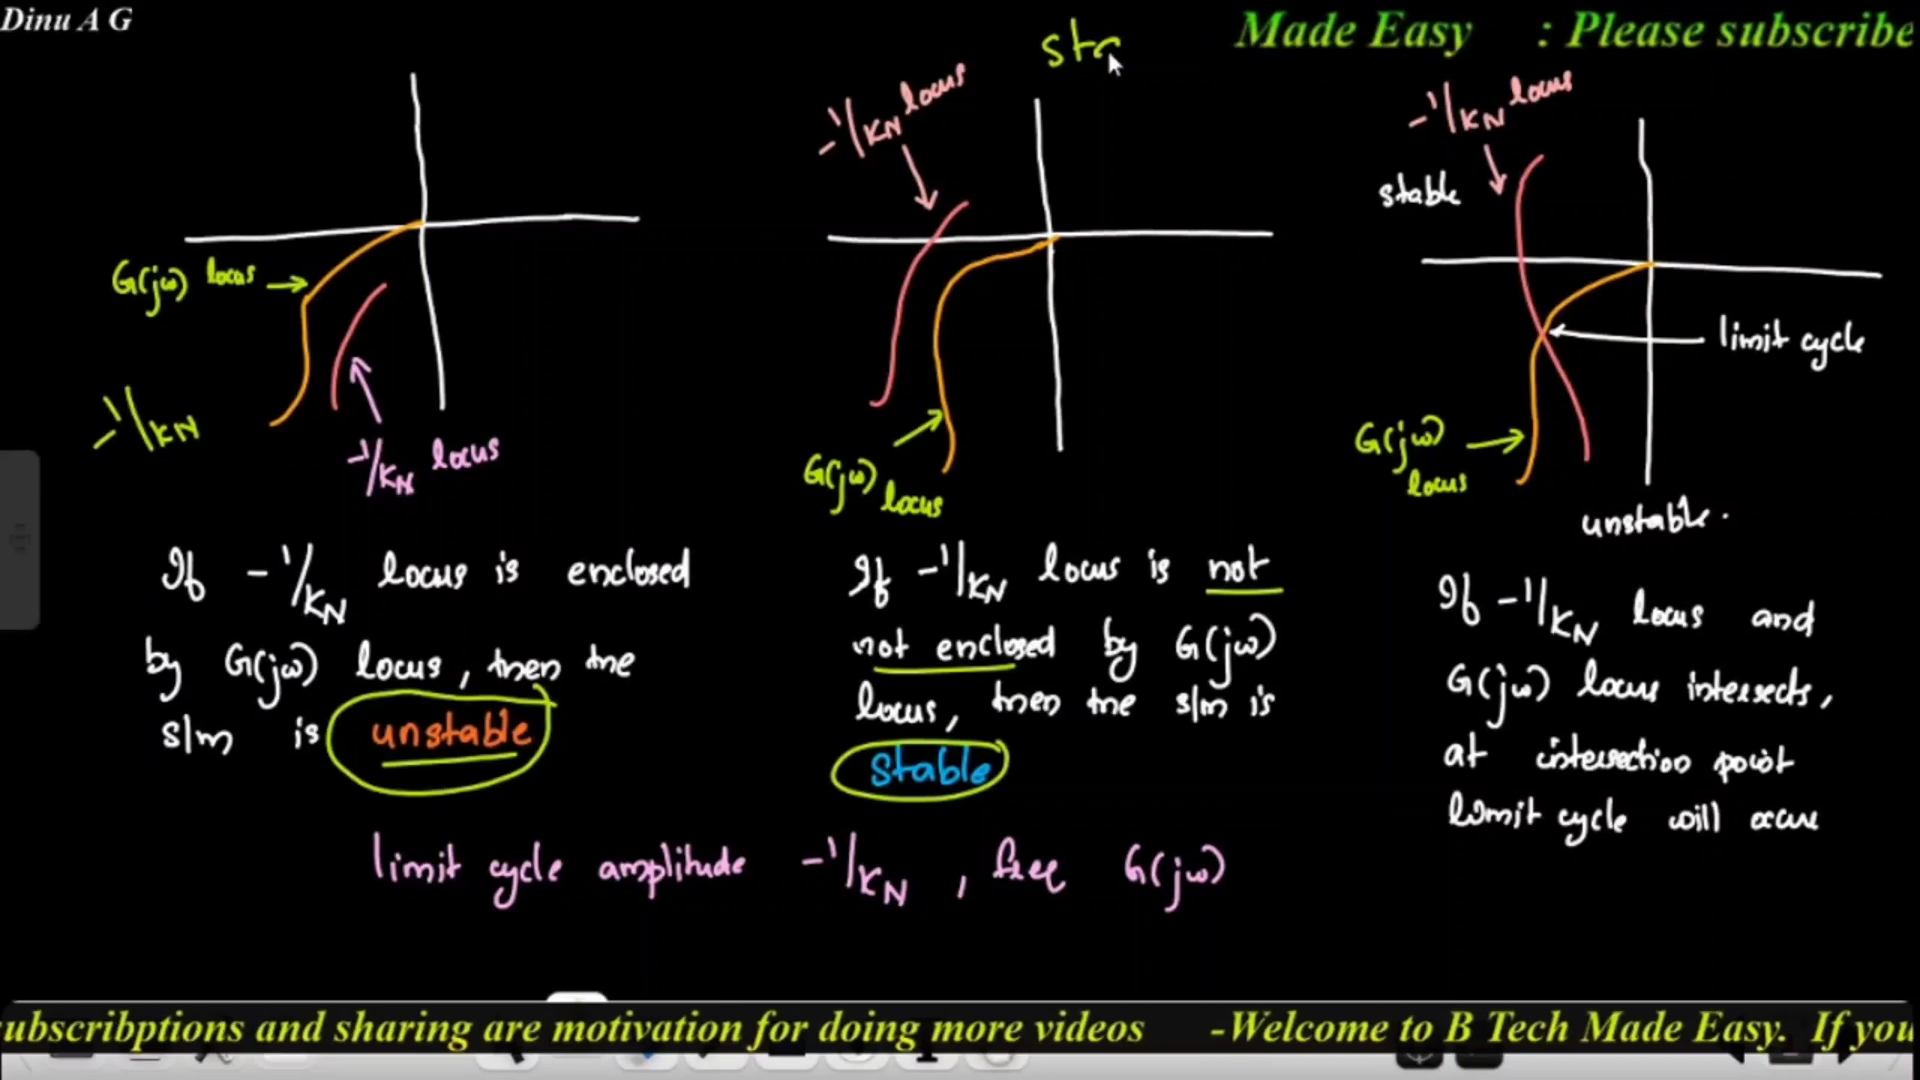 Dinu A G
Made Easy : Please subscribe
sta
G(jω) locus
-1/KN
-1/KN locus
-1/KN locus
G(jω) locus
-1/KN locus
stable
limit cycle
G(jω) locus
unstable.
If -1/KN locus is enclosed
by G(jω) locus, then the
s/m is unstable
If -1/KN locus is not
not enclosed by G(jω)
locus, then the s/m is
stable
If -1/KN locus and
G(jω) locus intersects,
at intersection point
limit cycle will occur
limit cycle amplitude -1/KN, freq G(jω)
ubscribptions and sharing are motivation for doing more videos -Welcome to B Tech Made Easy. If you